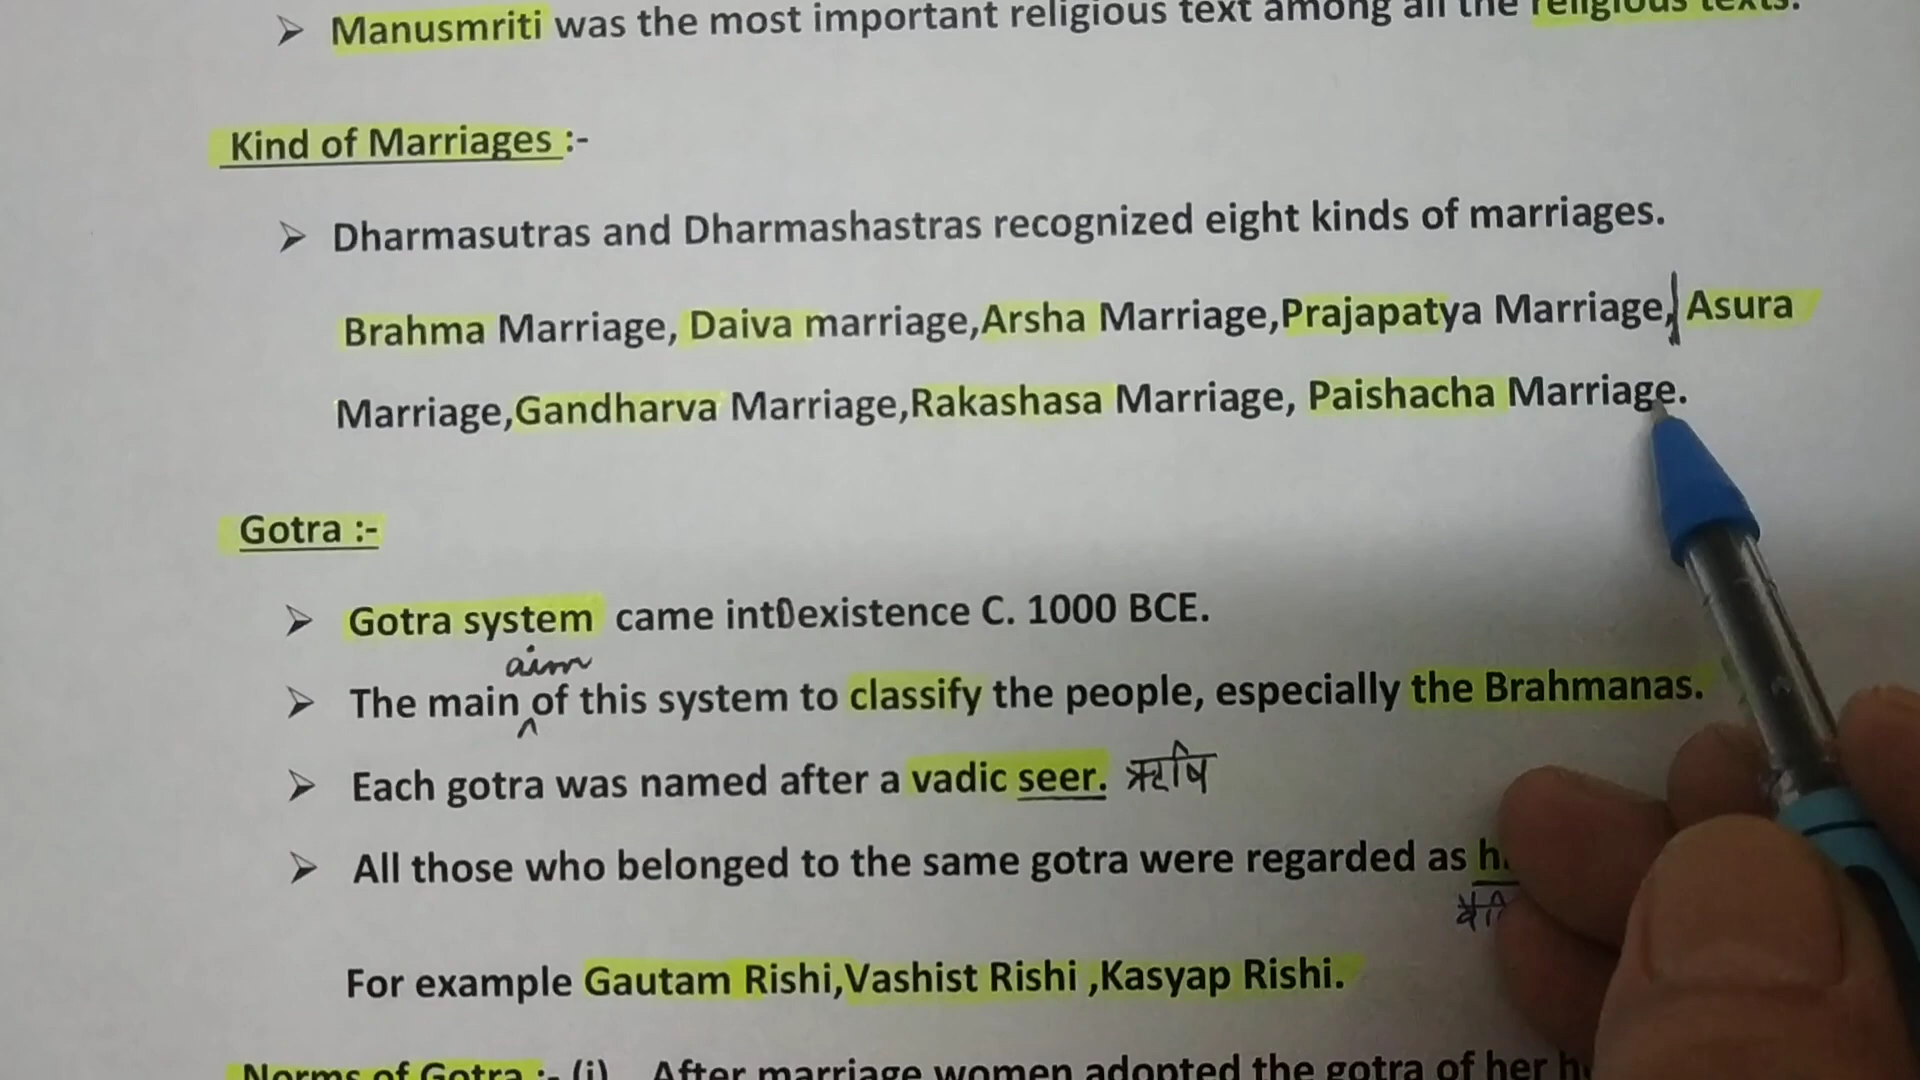 ➢ Manusmriti was the most important religious text among all the religious texts.
Kind of Marriages :-
➢ Dharmasutras and Dharmashastras recognized eight kinds of marriages.
Brahma Marriage, Daiva marriage,Arsha Marriage,Prajapatya Marriage, Asura
Marriage,Gandharva Marriage,Rakashasa Marriage, Paishacha Marriage.
Gotra :-
➢ Gotra system came into existence C. 1000 BCE.
aim
➢ The main ^ of this system to classify the people, especially the Brahmanas.
➢ Each gotra was named after a vadic seer. ऋषि
➢ All those who belonged to the same gotra were regarded as
For example Gautam Rishi,Vashist Rishi ,Kasyap Rishi.
Norms of Gotra :- (i) After marriage women adopted the gotra of her